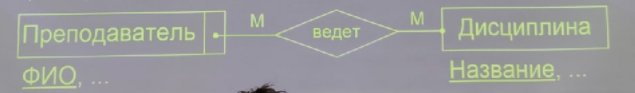 Преподаватель М ведет М Дисциплина
ФИО, ... Название, ...